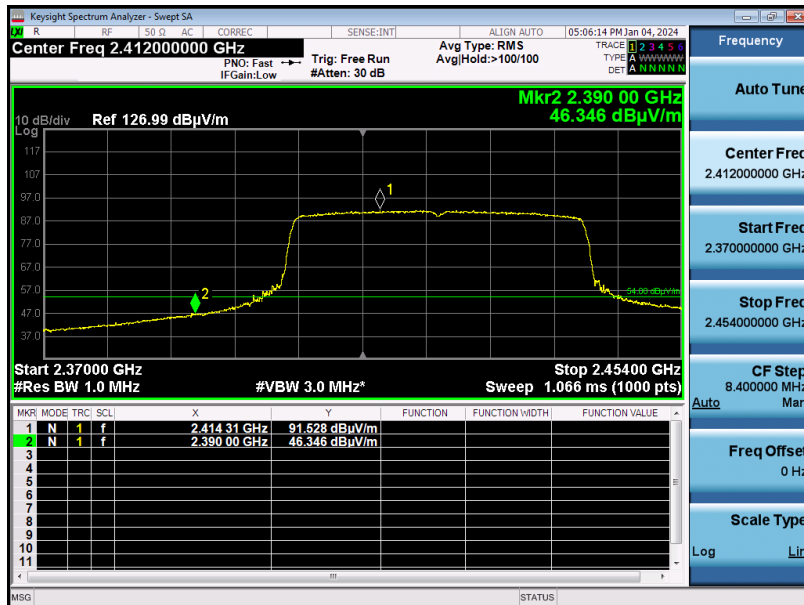 Keysight Spectrum Analyzer - Swept SA
LXI R RF 50 Ω AC CORREC SENSE:INT ALIGN AUTO 05:06:14 PM Jan 04, 2024
Center Freq 2.412000000 GHz
PNO: Fast
IFGain:Low
Trig: Free Run
#Atten: 30 dB
Avg Type: RMS
Avg|Hold:>100/100
TRACE 1 2 3 4 5 6
TYPE A W W W W W
DET A N N N N N
Mkr2 2.390 00 GHz
46.346 dBµV/m
10 dB/div Ref 126.99 dBµV/m
Log
117
107
97.0
87.0
77.0
67.0
57.0
47.0
37.0
1
2
54.00 dBµV/m
Start 2.37000 GHz Stop 2.45400 GHz
#Res BW 1.0 MHz #VBW 3.0 MHz* Sweep 1.066 ms (1000 pts)
MKR MODE TRC SCL X Y FUNCTION FUNCTION WIDTH FUNCTION VALUE
1 N 1 f 2.414 31 GHz 91.528 dBµV/m
2 N 1 f 2.390 00 GHz 46.346 dBµV/m
3
4
5
6
7
8
9
10
11
MSG STATUS
Frequency
Auto Tune
Center Freq
2.412000000 GHz
Start Freq
2.370000000 GHz
Stop Freq
2.454000000 GHz
CF Step
8.400000 MHz
Auto Man
Freq Offset
0 Hz
Scale Type
Log Lin